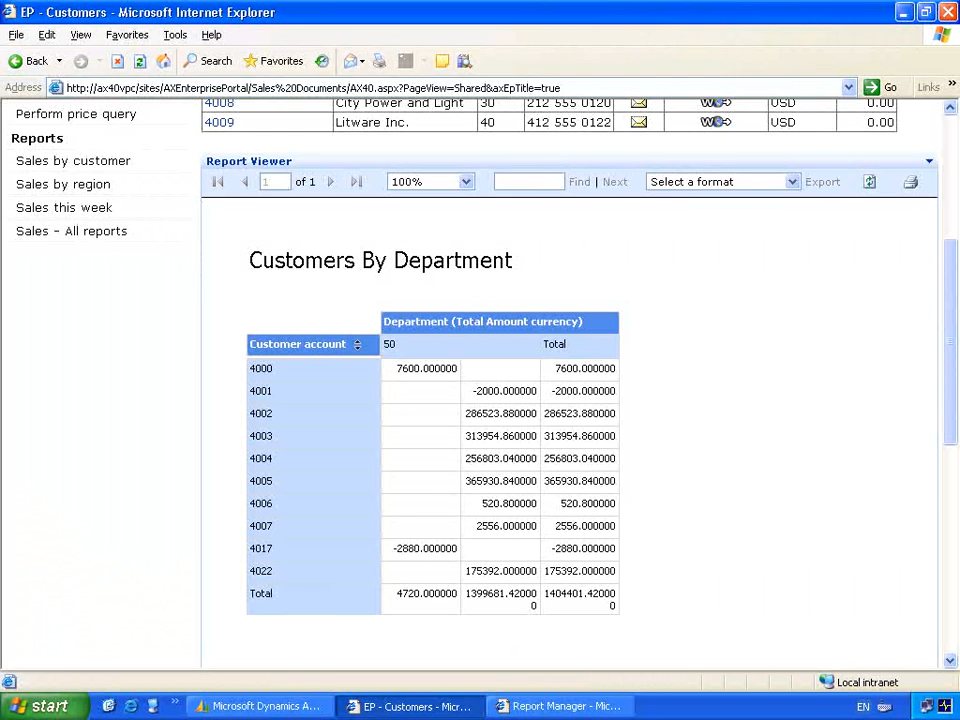 EP - Customers - Microsoft Internet Explorer
File Edit View Favorites Tools Help
Back Search Favorites
Address http://ax40vpc/sites/AXEnterprisePortal/Sales%20Documents/AX40.aspx?PageView=Shared&axEpTitle=true Go Links »
Perform price query
Reports
Sales by customer
Sales by region
Sales this week
Sales - All reports
4008 City Power and Light 30 212 555 0120 USD 0.00
4009 Litware Inc. 40 412 555 0122 USD 0.00
Report Viewer
1 of 1 100% Find | Next Select a format Export
Customers By Department
Department (Total Amount currency)
Customer account 50 Total
4000 7600.000000 7600.000000
4001 -2000.000000 -2000.000000
4002 286523.880000 286523.880000
4003 313954.860000 313954.860000
4004 256803.040000 256803.040000
4005 365930.840000 365930.840000
4006 520.800000 520.800000
4007 2556.000000 2556.000000
4017 -2880.000000 -2880.000000
4022 175392.000000 175392.000000
Total 4720.000000 1399681.42000 1404401.42000
0 0
Local intranet
start » Microsoft Dynamics A... EP - Customers - Micr... Report Manager - Mic... EN